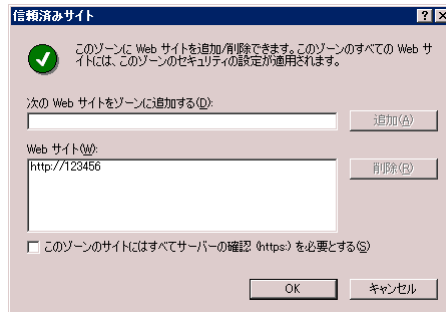 信頼済みサイト
このゾーンに Web サイトを追加/削除できます。このゾーンのすべての Web サ
イトには、このゾーンのセキュリティの設定が適用されます。
次の Web サイトをゾーンに追加する(D):
追加(A)
Web サイト(W):
http://123456
削除(R)
このゾーンのサイトにはすべてサーバーの確認 (https:) を必要とする(S)
OK
キャンセル